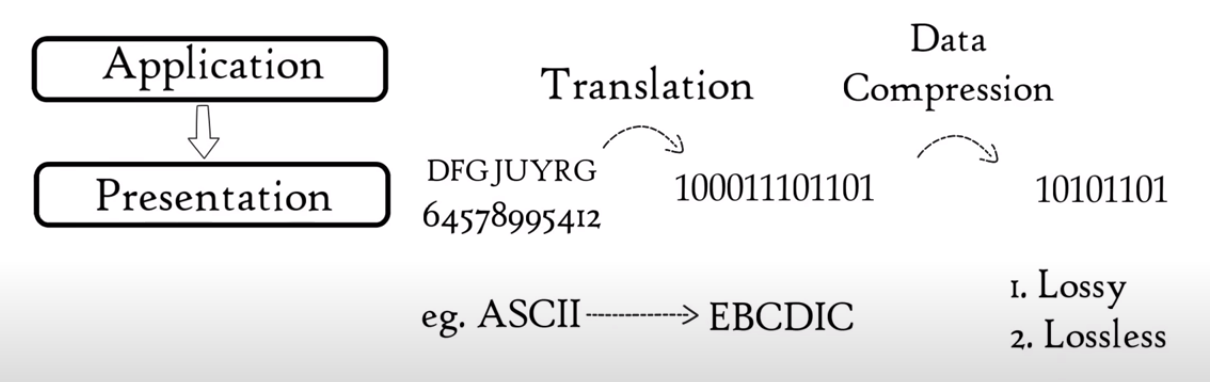 Application
Presentation
Translation
Data
Compression
DFGJUYRG
64578995412
100011101101
10101101
eg. ASCII
EBCDIC
1. Lossy
2. Lossless